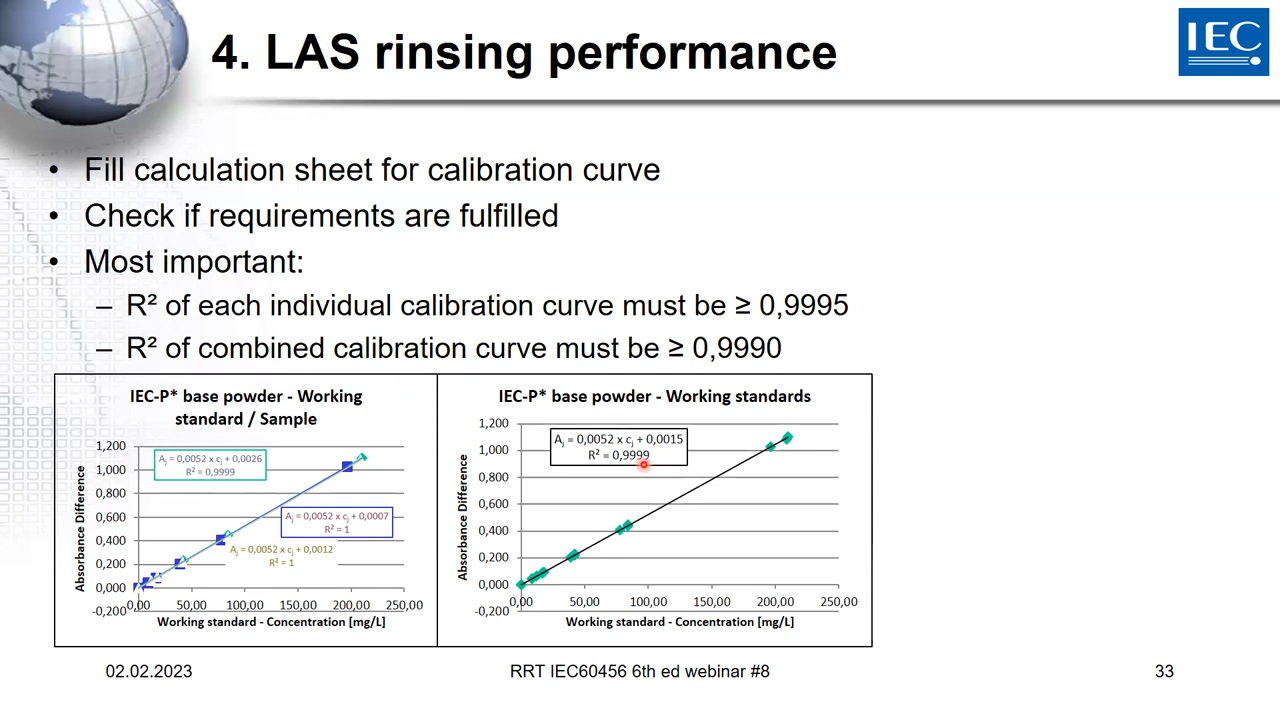 4. LAS rinsing performance
IEC
• Fill calculation sheet for calibration curve
• Check if requirements are fulfilled
• Most important:
– R² of each individual calibration curve must be ≥ 0,9995
– R² of combined calibration curve must be ≥ 0,9990
IEC-P* base powder - Working
standard / Sample
Aj = 0,0052 x cj + 0,0026
R² = 0,9999
Aj = 0,0052 x cj + 0,0007
R² = 1
Aj = 0,0052 x cj + 0,0012
R² = 1
Absorbance Difference
1,200
1,000
0,800
0,600
0,400
0,200
0,000
-0,200
0,00 50,00 100,00 150,00 200,00 250,00
Working standard - Concentration [mg/L]
IEC-P* base powder - Working standards
Aj = 0,0052 x cj + 0,0015
R² = 0,9999
Absorbance Difference
1,200
1,000
0,800
0,600
0,400
0,200
0,000
-0,200
0,00 50,00 100,00 150,00 200,00 250,00
Working standard - Concentration [mg/L]
02.02.2023
RRT IEC60456 6th ed webinar #8
33